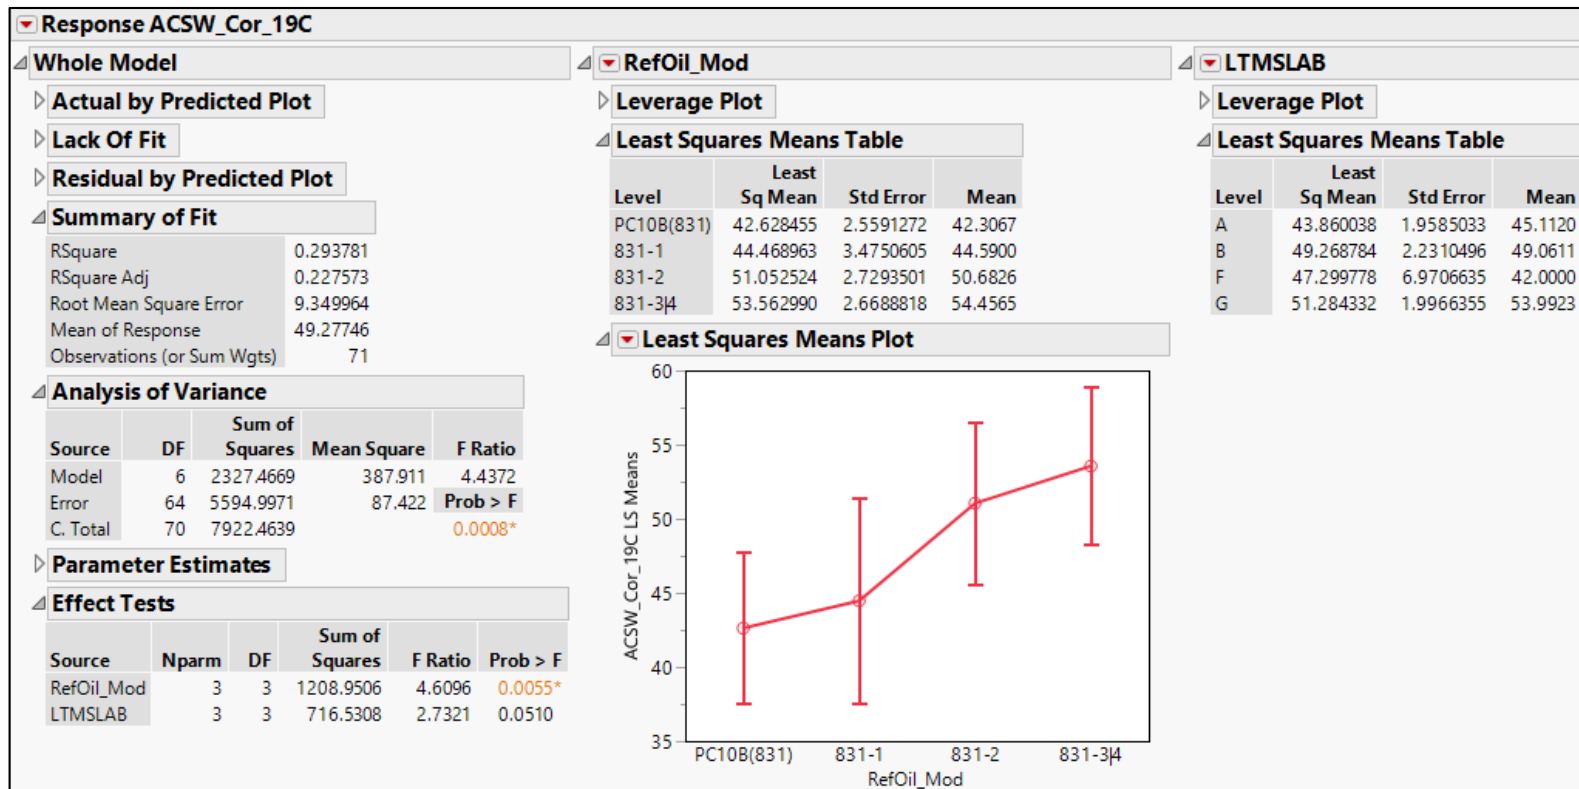 Response ACSW_Cor_19C
Whole Model
Actual by Predicted Plot
Lack Of Fit
Residual by Predicted Plot
Summary of Fit
RSquare 0.293781
RSquare Adj 0.227573
Root Mean Square Error 9.349964
Mean of Response 49.27746
Observations (or Sum Wgts) 71
Analysis of Variance
Sum of
Source DF Squares Mean Square F Ratio
Model 6 2327.4669 387.911 4.4372
Error 64 5594.9971 87.422 Prob > F
C. Total 70 7922.4639 0.0008*
Parameter Estimates
Effect Tests
Sum of
Source Nparm DF Squares F Ratio Prob > F
RefOil_Mod 3 3 1208.9506 4.6096 0.0055*
LTMSLAB 3 3 716.5308 2.7321 0.0510
RefOil_Mod
Leverage Plot
Least Squares Means Table
Least
Level Sq Mean Std Error Mean
PC10B(831) 42.628455 2.5591272 42.3067
831-1 44.468963 3.4750605 44.5900
831-2 51.052524 2.7293501 50.6826
831-3|4 53.562990 2.6688818 54.4565
Least Squares Means Plot
ACSW_Cor_19C LS Means
60
55
50
45
40
35
PC10B(831) 831-1 831-2 831-3|4
RefOil_Mod
LTMSLAB
Leverage Plot
Least Squares Means Table
Least
Level Sq Mean Std Error Mean
A 43.860038 1.9585033 45.1120
B 49.268784 2.2310496 49.0611
F 47.299778 6.9706635 42.0000
G 51.284332 1.9966355 53.9923